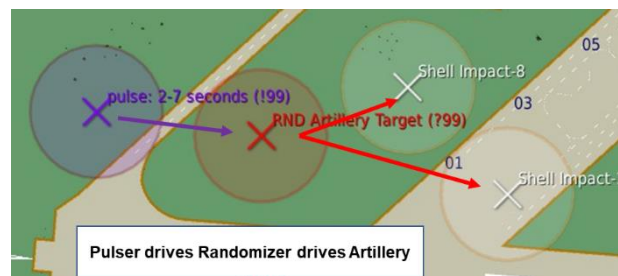 05
Shell Impact-8
pulse: 2-7 seconds (!99)
03
RND Artillery Target (?99)
01
Shell Impact-
Pulser drives Randomizer drives Artillery